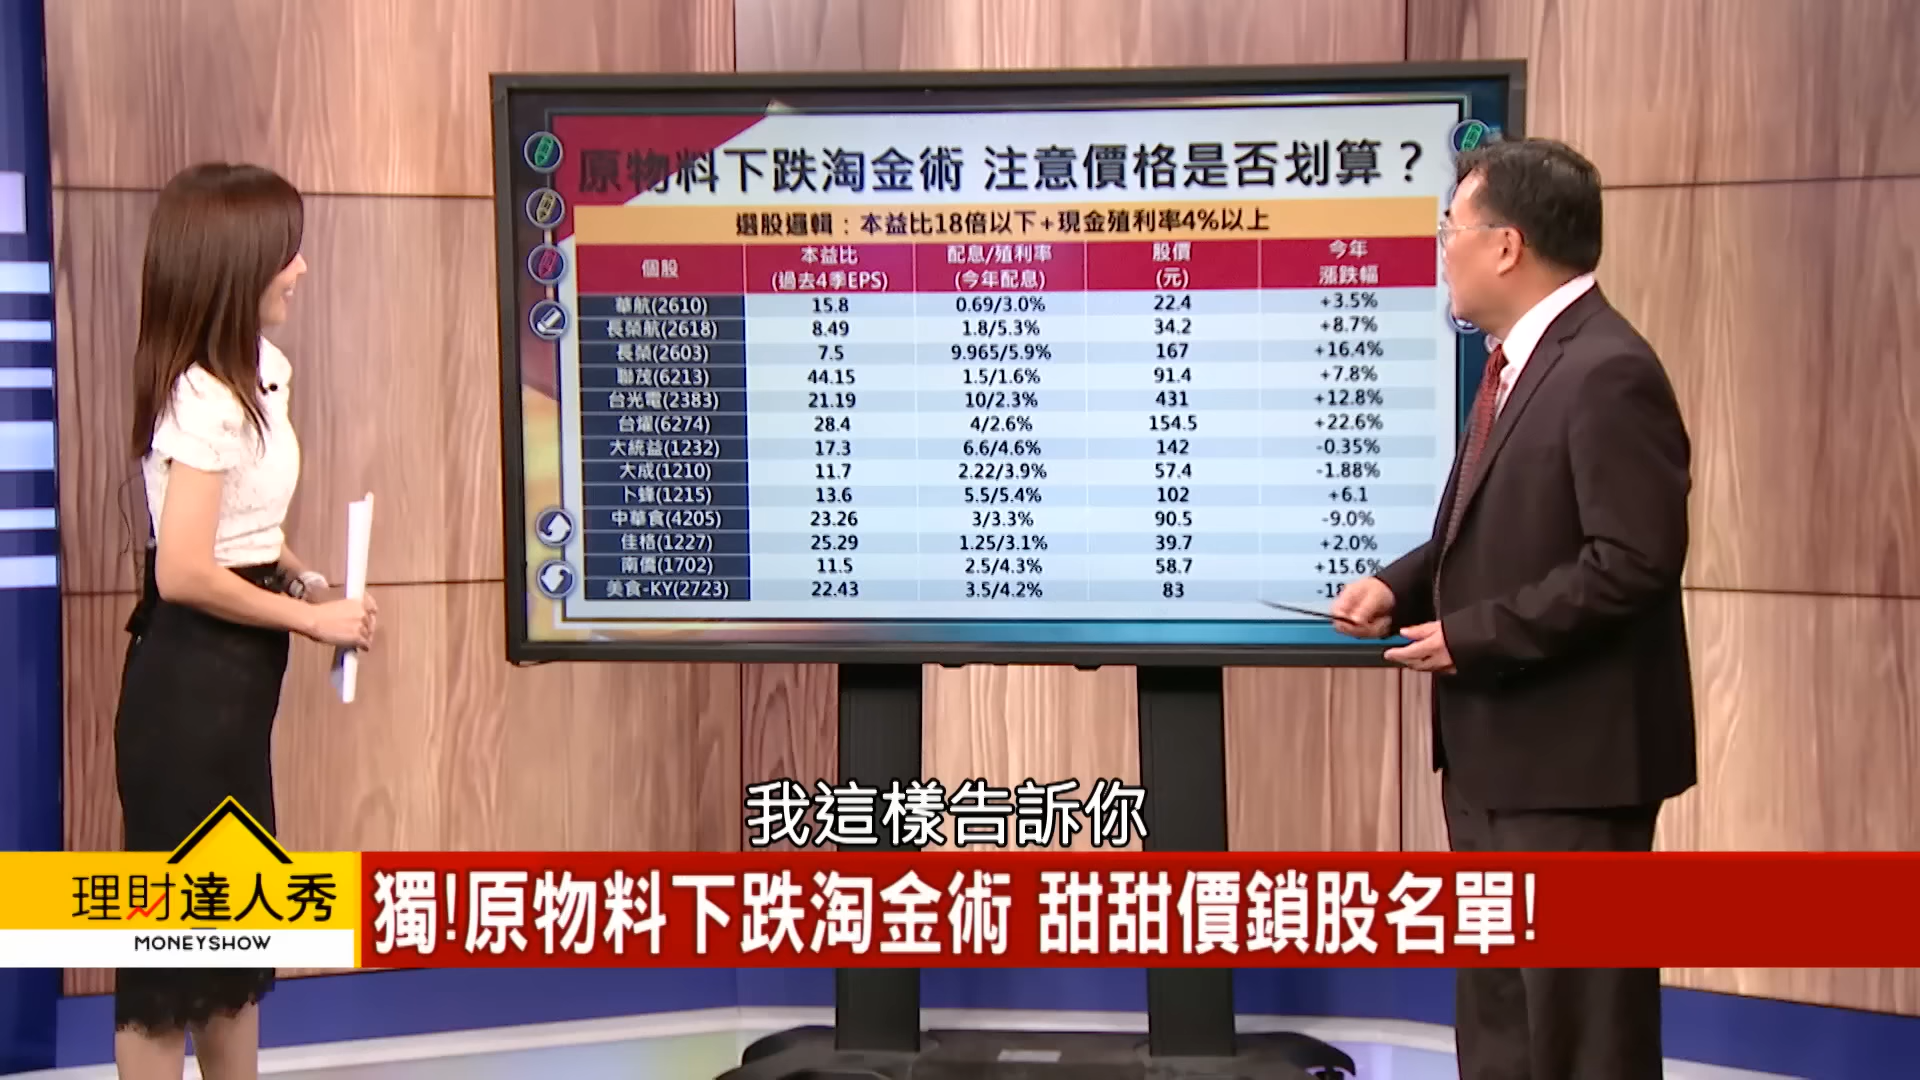 原物料下跌淘金術 注意價格是否划算？
選股邏輯：本益比18倍以下+現金殖利率4%以上
個股 本益比(過去4季EPS) 配息/殖利率(今年配息) 股價(元) 今年漲跌幅
華航(2610) 15.8 0.69/3.0% 22.4 +3.5%
長榮航(2618) 8.49 1.8/5.3% 34.2 +8.7%
長榮(2603) 7.5 9.965/5.9% 167 +16.4%
聯茂(6213) 44.15 1.5/1.6% 91.4 +7.8%
台光電(2383) 21.19 10/2.3% 431 +12.8%
台燿(6274) 28.4 4/2.6% 154.5 +22.6%
大統益(1232) 17.3 6.6/4.6% 142 -0.35%
大成(1210) 11.7 2.22/3.9% 57.4 -1.88%
卜蜂(1215) 13.6 5.5/5.4% 102 +6.1
中華食(4205) 23.26 3/3.3% 90.5 -9.0%
佳格(1227) 25.29 1.25/3.1% 39.7 +2.0%
南僑(1702) 11.5 2.5/4.3% 58.7 +15.6%
美食-KY(2723) 22.43 3.5/4.2% 83
我這樣告訴你
理財達人秀
MONEYSHOW
獨!原物料下跌淘金術 甜甜價鎖股名單!